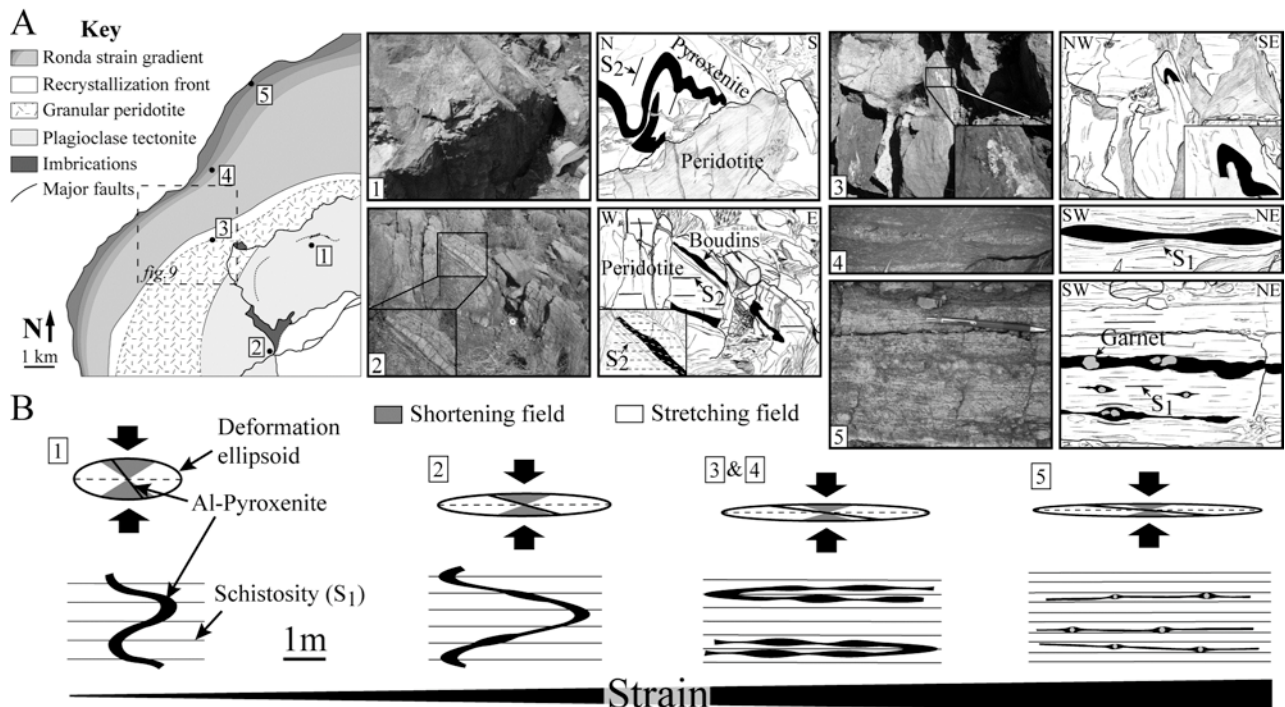 A
Key
Ronda strain gradient
Recrystallization front
Granular peridotite
Plagioclase tectonite
Imbrications
Major faults
N
1 km
5
4
3
1
fig.9
2
1
N
S
S2
Pyroxenite
Peridotite
2
W
E
Boudins
Peridotite
S2
S2
3
NW
SE
4
SW
NE
S1
5
SW
NE
Garnet
S1
B
Shortening field
Stretching field
1
Deformation
ellipsoid
Al-Pyroxenite
Schistosity (S1)
1m
2
3 & 4
5
Strain